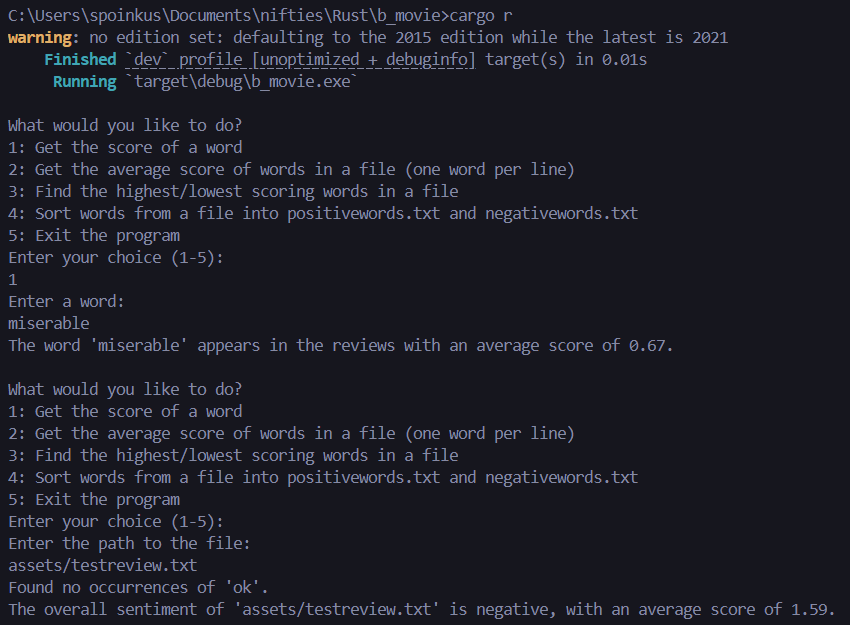 C:\Users\spoinkus\Documents\nifties\Rust\b_movie>cargo r
warning: no edition set: defaulting to the 2015 edition while the latest is 2021
    Finished `dev` profile [unoptimized + debuginfo] target(s) in 0.01s
     Running `target\debug\b_movie.exe`

What would you like to do?
1: Get the score of a word
2: Get the average score of words in a file (one word per line)
3: Find the highest/lowest scoring words in a file
4: Sort words from a file into positivewords.txt and negativewords.txt
5: Exit the program
Enter your choice (1-5):
1
Enter a word:
miserable
The word 'miserable' appears in the reviews with an average score of 0.67.

What would you like to do?
1: Get the score of a word
2: Get the average score of words in a file (one word per line)
3: Find the highest/lowest scoring words in a file
4: Sort words from a file into positivewords.txt and negativewords.txt
5: Exit the program
Enter your choice (1-5):
Enter the path to the file:
assets/testreview.txt
Found no occurrences of 'ok'.
The overall sentiment of 'assets/testreview.txt' is negative, with an average score of 1.59.